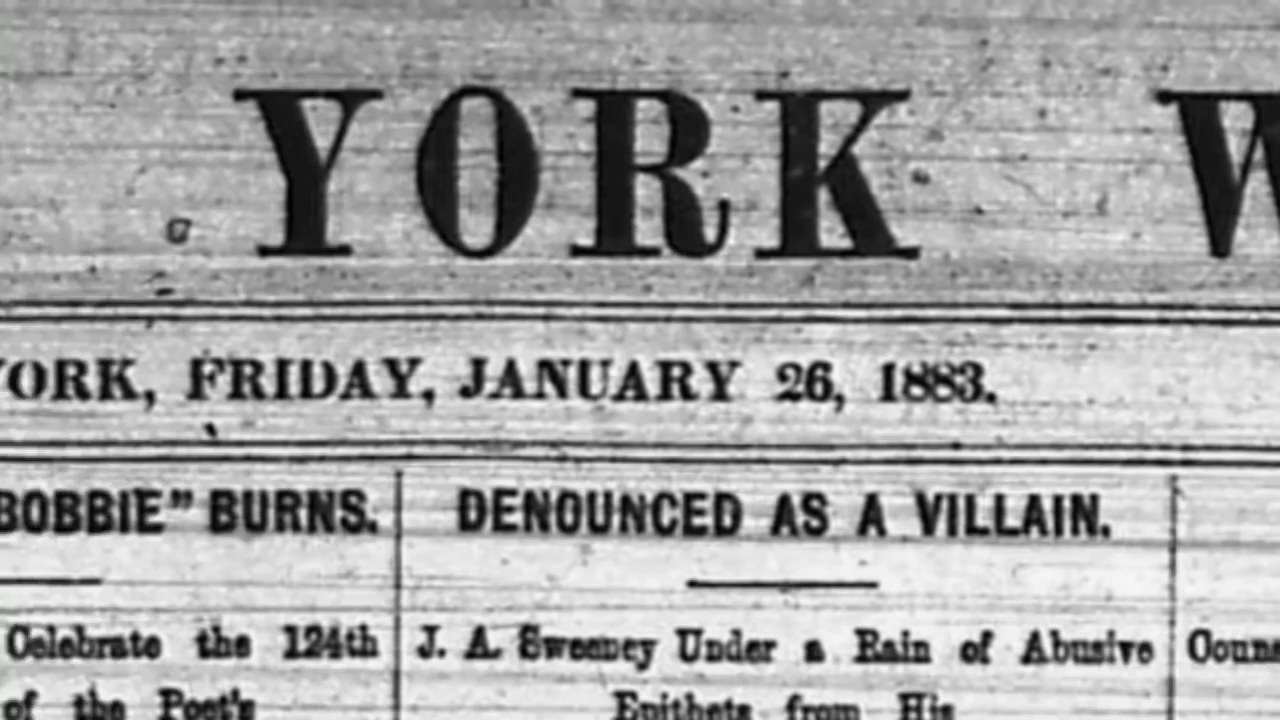 YORK W
YORK, FRIDAY, JANUARY 26, 1883.
BOBBIE" BURNS.
Celebrate the 124th
of the Poet's
DENOUNCED AS A VILLAIN.
J. A. Sweeney Under a Rain of Abusive
Epithets from His
Couns